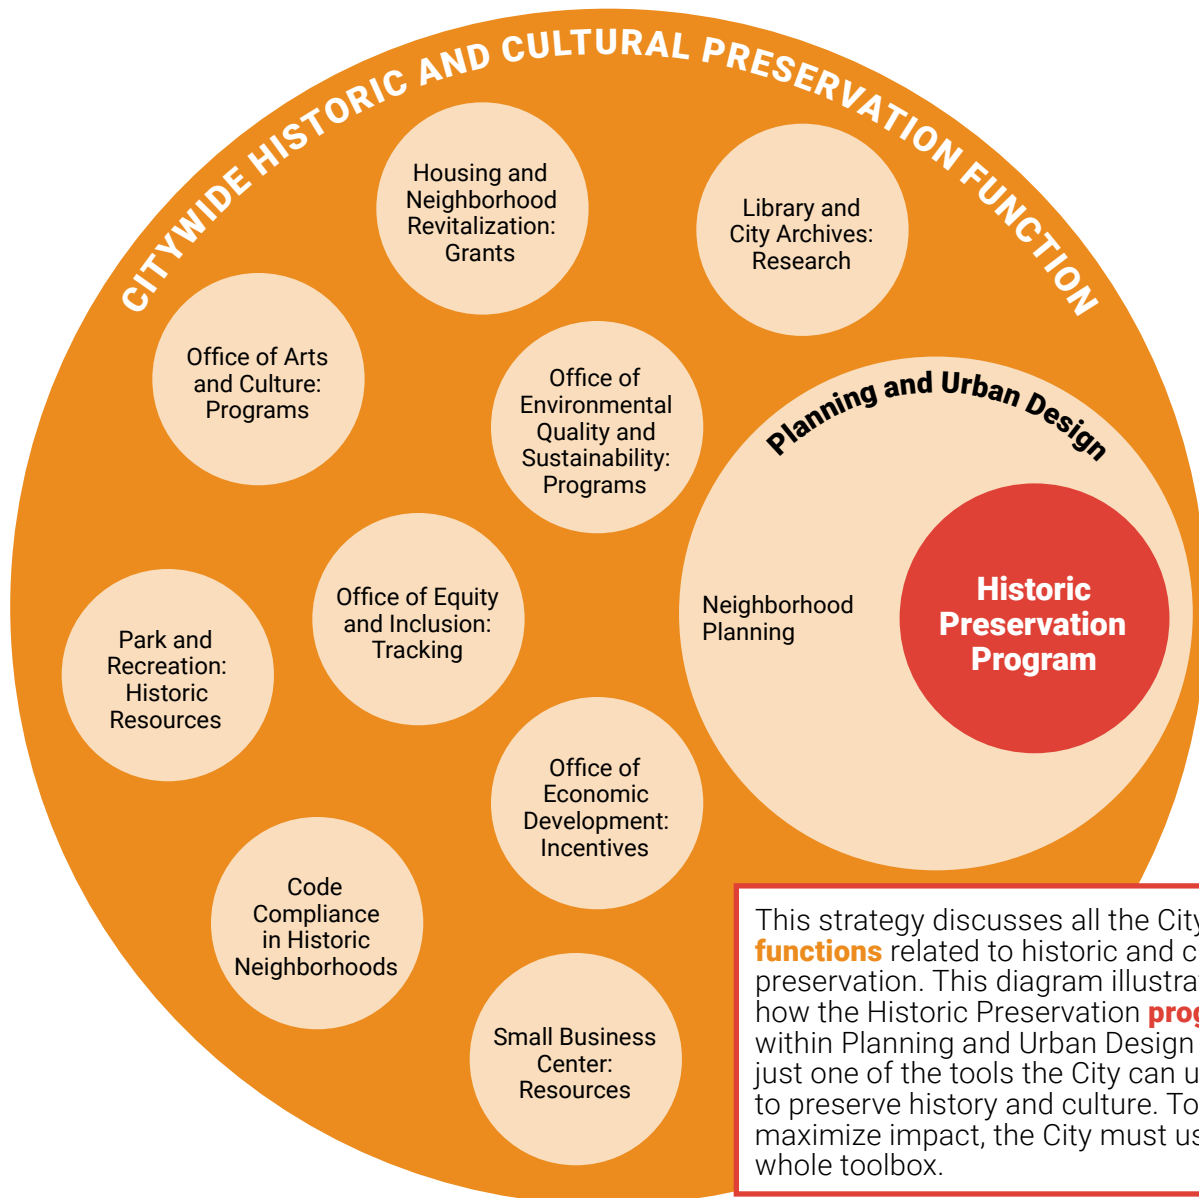 CITYWIDE HISTORIC AND CULTURAL PRESERVATION FUNCTION
Housing and
Neighborhood
Revitalization:
Grants
Library and
City Archives:
Research
Office of Arts
and Culture:
Programs
Office of
Environmental
Quality and
Sustainability:
Programs
Planning and Urban Design
Neighborhood
Planning
Historic
Preservation
Program
Office of Equity
and Inclusion:
Tracking
Park and
Recreation:
Historic
Resources
Office of
Economic
Development:
Incentives
Code
Compliance
in Historic
Neighborhoods
Small Business
Center:
Resources
This strategy discusses all the City
functions related to historic and
preservation. This diagram
how the Historic Preservation
within Planning and Urban Design
just one of the tools the City can
to preserve history and culture. To
maximize impact, the City must
whole toolbox.